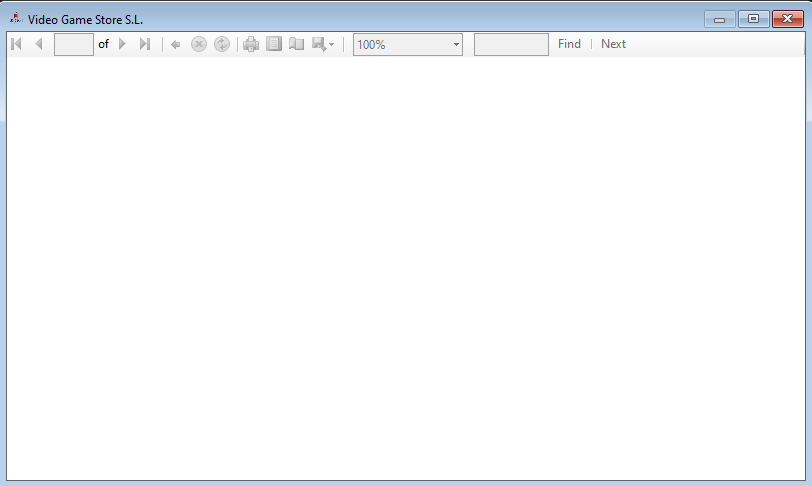 Video Game Store S.L.
of 100% Find | Next